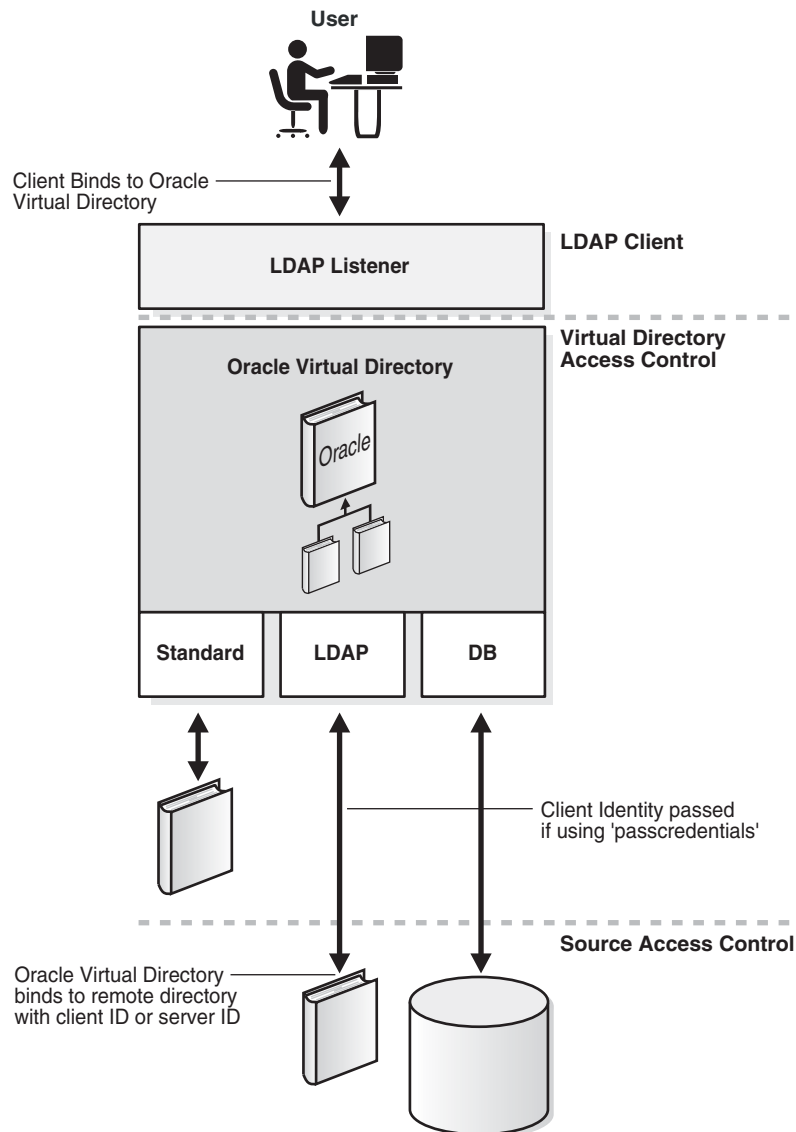 User
Client Binds to Oracle
Virtual Directory
LDAP Client
LDAP Listener
Virtual Directory
Access Control
Oracle Virtual Directory
Oracle
Standard
LDAP
DB
Client Identity passed
if using 'passcredentials'
Source Access Control
Oracle Virtual Directory
binds to remote directory
with client ID or server ID